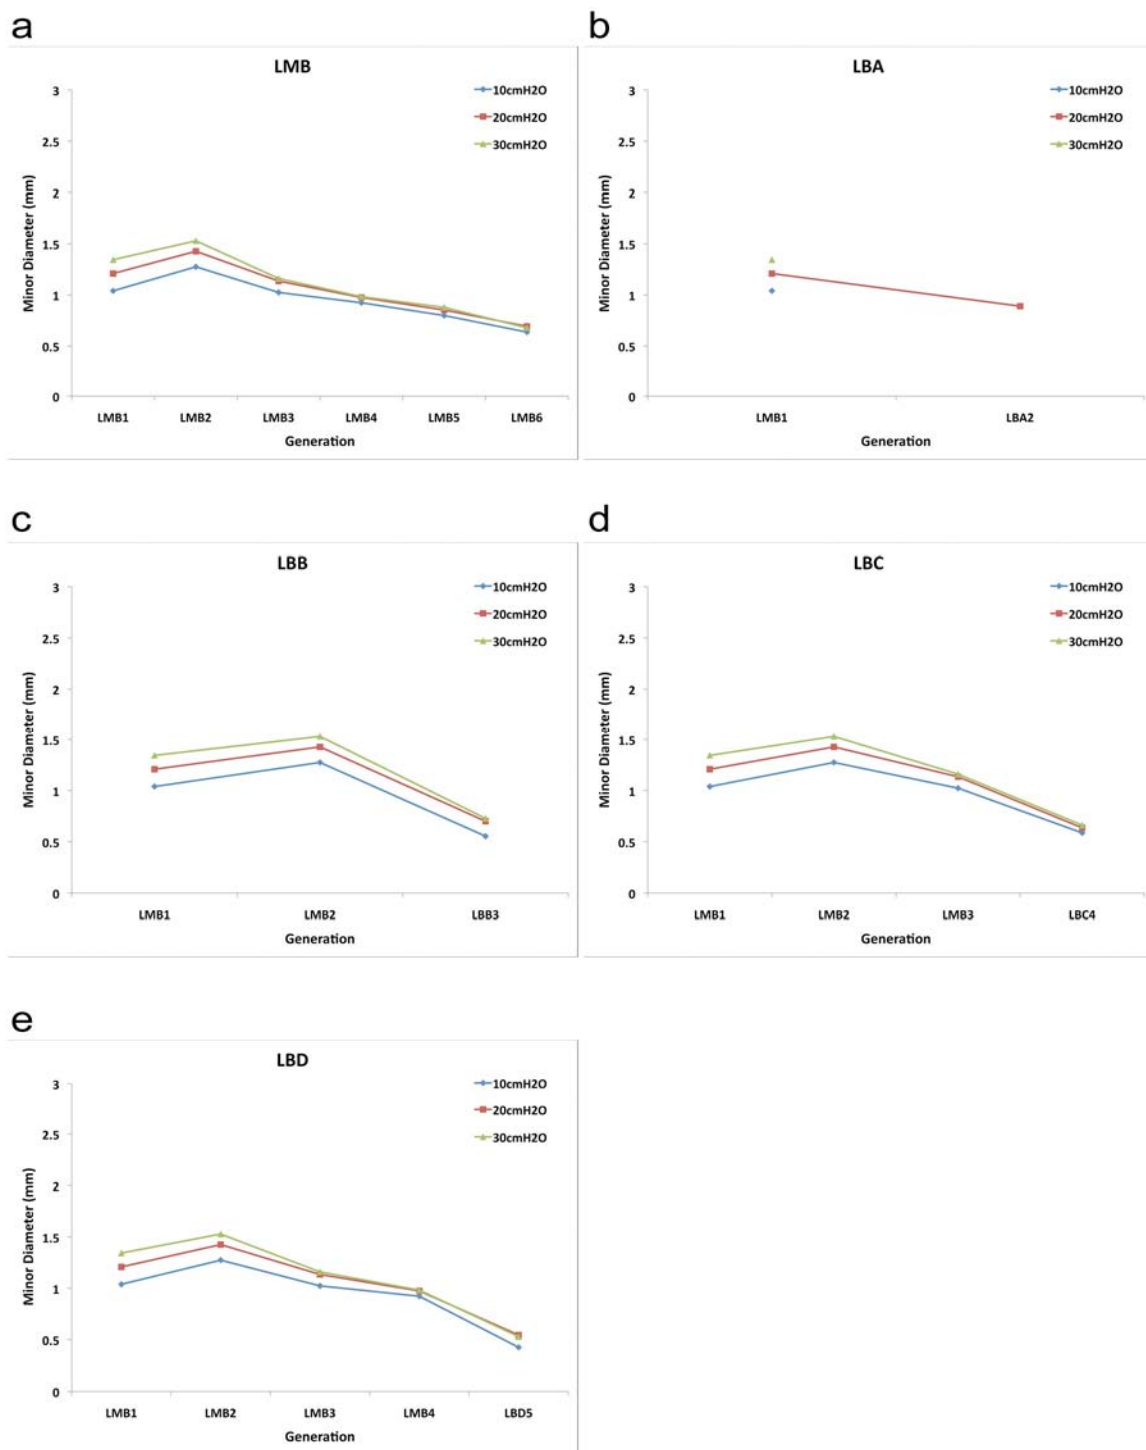 a
LMB
10cmH2O
20cmH2O
30cmH2O
Minor Diameter (mm)
3
2.5
2
1.5
1
0.5
0
LMB1 LMB2 LMB3 LMB4 LMB5 LMB6
Generation
b
LBA
10cmH2O
20cmH2O
30cmH2O
Minor Diameter (mm)
3
2.5
2
1.5
1
0.5
0
LMB1 LBA2
Generation
c
LBB
10cmH2O
20cmH2O
30cmH2O
Minor Diameter (mm)
3
2.5
2
1.5
1
0.5
0
LMB1 LMB2 LBB3
Generation
d
LBC
10cmH2O
20cmH2O
30cmH2O
Minor Diameter (mm)
3
2.5
2
1.5
1
0.5
0
LMB1 LMB2 LMB3 LBC4
Generation
e
LBD
10cmH2O
20cmH2O
30cmH2O
Minor Diameter (mm)
3
2.5
2
1.5
1
0.5
0
LMB1 LMB2 LMB3 LMB4 LBD5
Generation